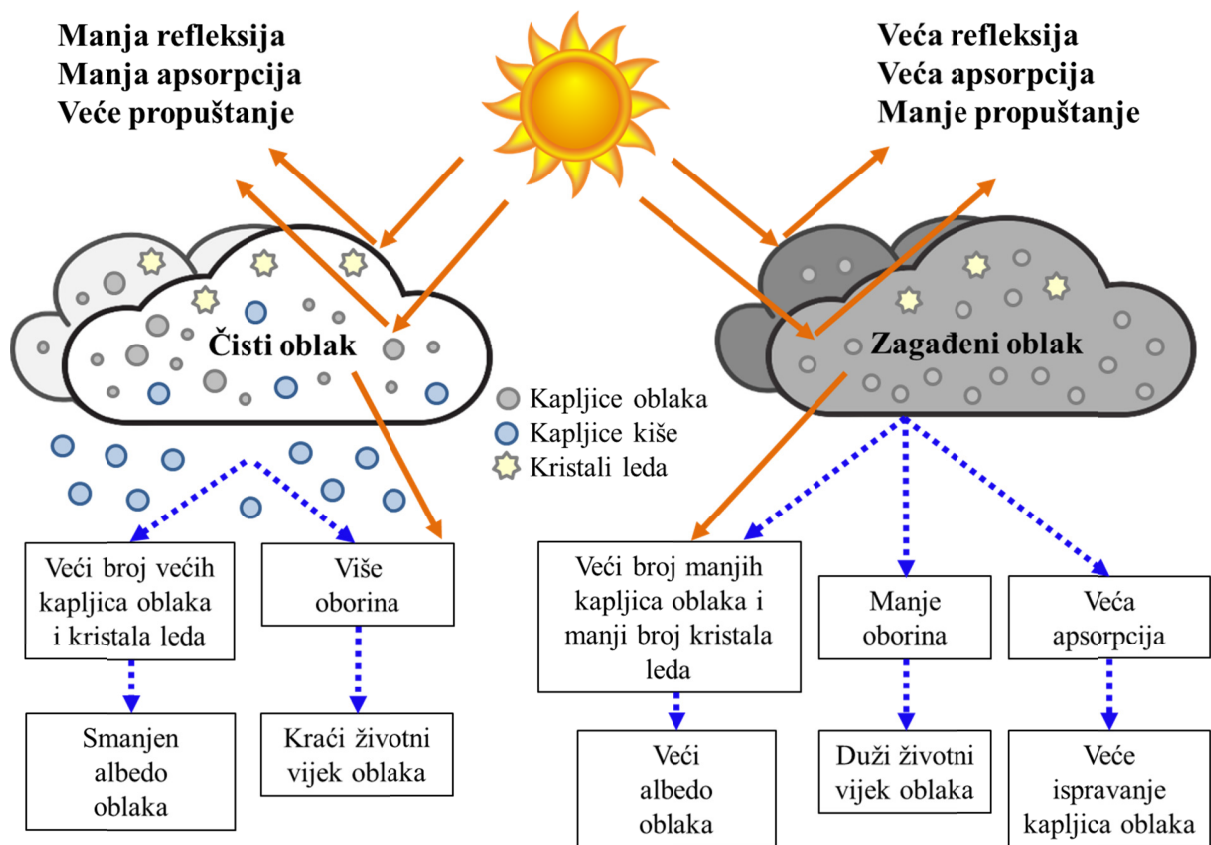 Manja refleksija
Manja apsorpcija
Veće propuštanje
Veća refleksija
Veća apsorpcija
Manje propuštanje
Čisti oblak
Zagađeni oblak
Kapljice oblaka
Kapljice kiše
Kristali leda
Veći broj većih
kapljica oblaka
i kristala leda
Više
oborina
Veći broj manjih
kapljica oblaka i
manji broj kristala
leda
Manje
oborina
Veća
apsorpcija
Smanjen
albedo
oblaka
Kraći životni
vijek oblaka
Veći
albedo
oblaka
Duži životni
vijek oblaka
Veće
ispravanje
kapljica oblaka